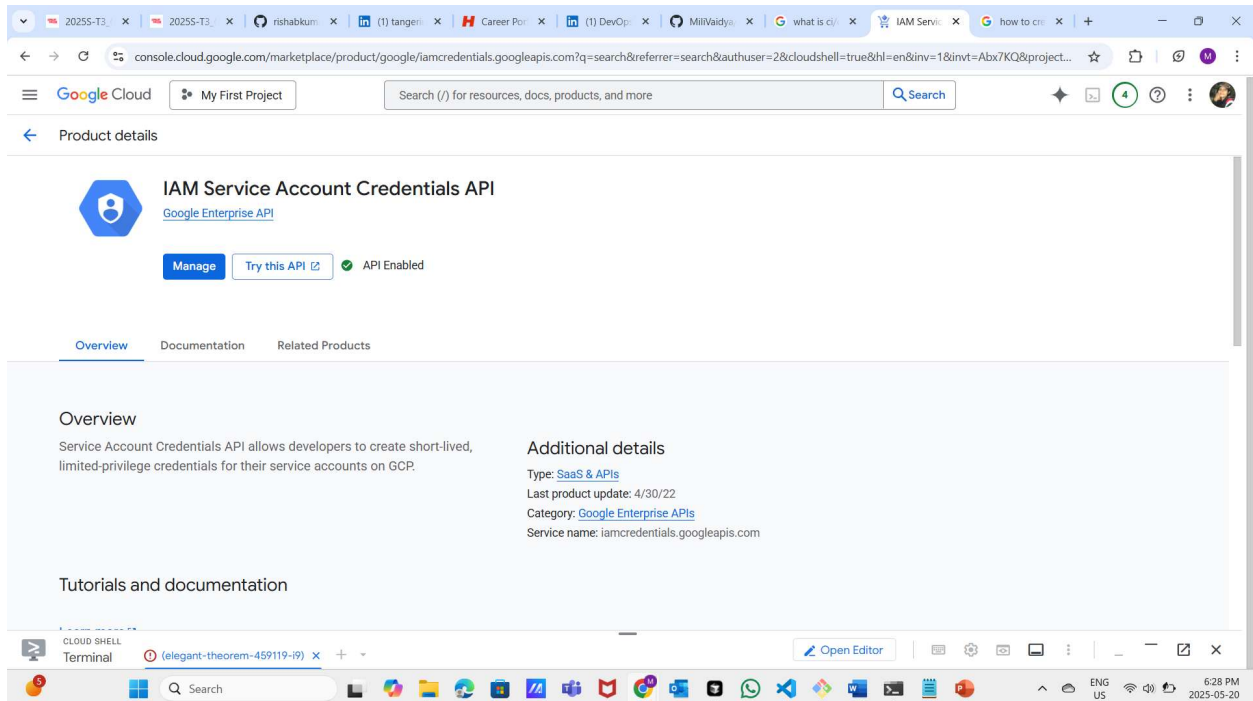 2025S-T3_
2025S-T3_
rishabkum
(1) tangeri
Career Por
(1) DevOp
MiliVaidya
what is ci/
IAM Servic
how to cre
console.cloud.google.com/marketplace/product/google/iamcredentials.googleapis.com?q=search&referrer=search&authuser=2&cloudshell=true&hl=en&inv=1&invt=Abx7KQ&project...
M
Google Cloud
My First Project
Search (/) for resources, docs, products, and more
Search
4
Product details
IAM Service Account Credentials API
Google Enterprise API
Manage
Try this API
API Enabled
Overview
Documentation
Related Products
Overview
Service Account Credentials API allows developers to create short-lived,
limited-privilege credentials for their service accounts on GCP.
Additional details
Type: SaaS & APIs
Last product update: 4/30/22
Category: Google Enterprise APIs
Service name: iamcredentials.googleapis.com
Tutorials and documentation
Learn more
CLOUD SHELL
Terminal
(elegant-theorem-459119-i9)
Open Editor
5
Search
ENG
US
6:28 PM
2025-05-20